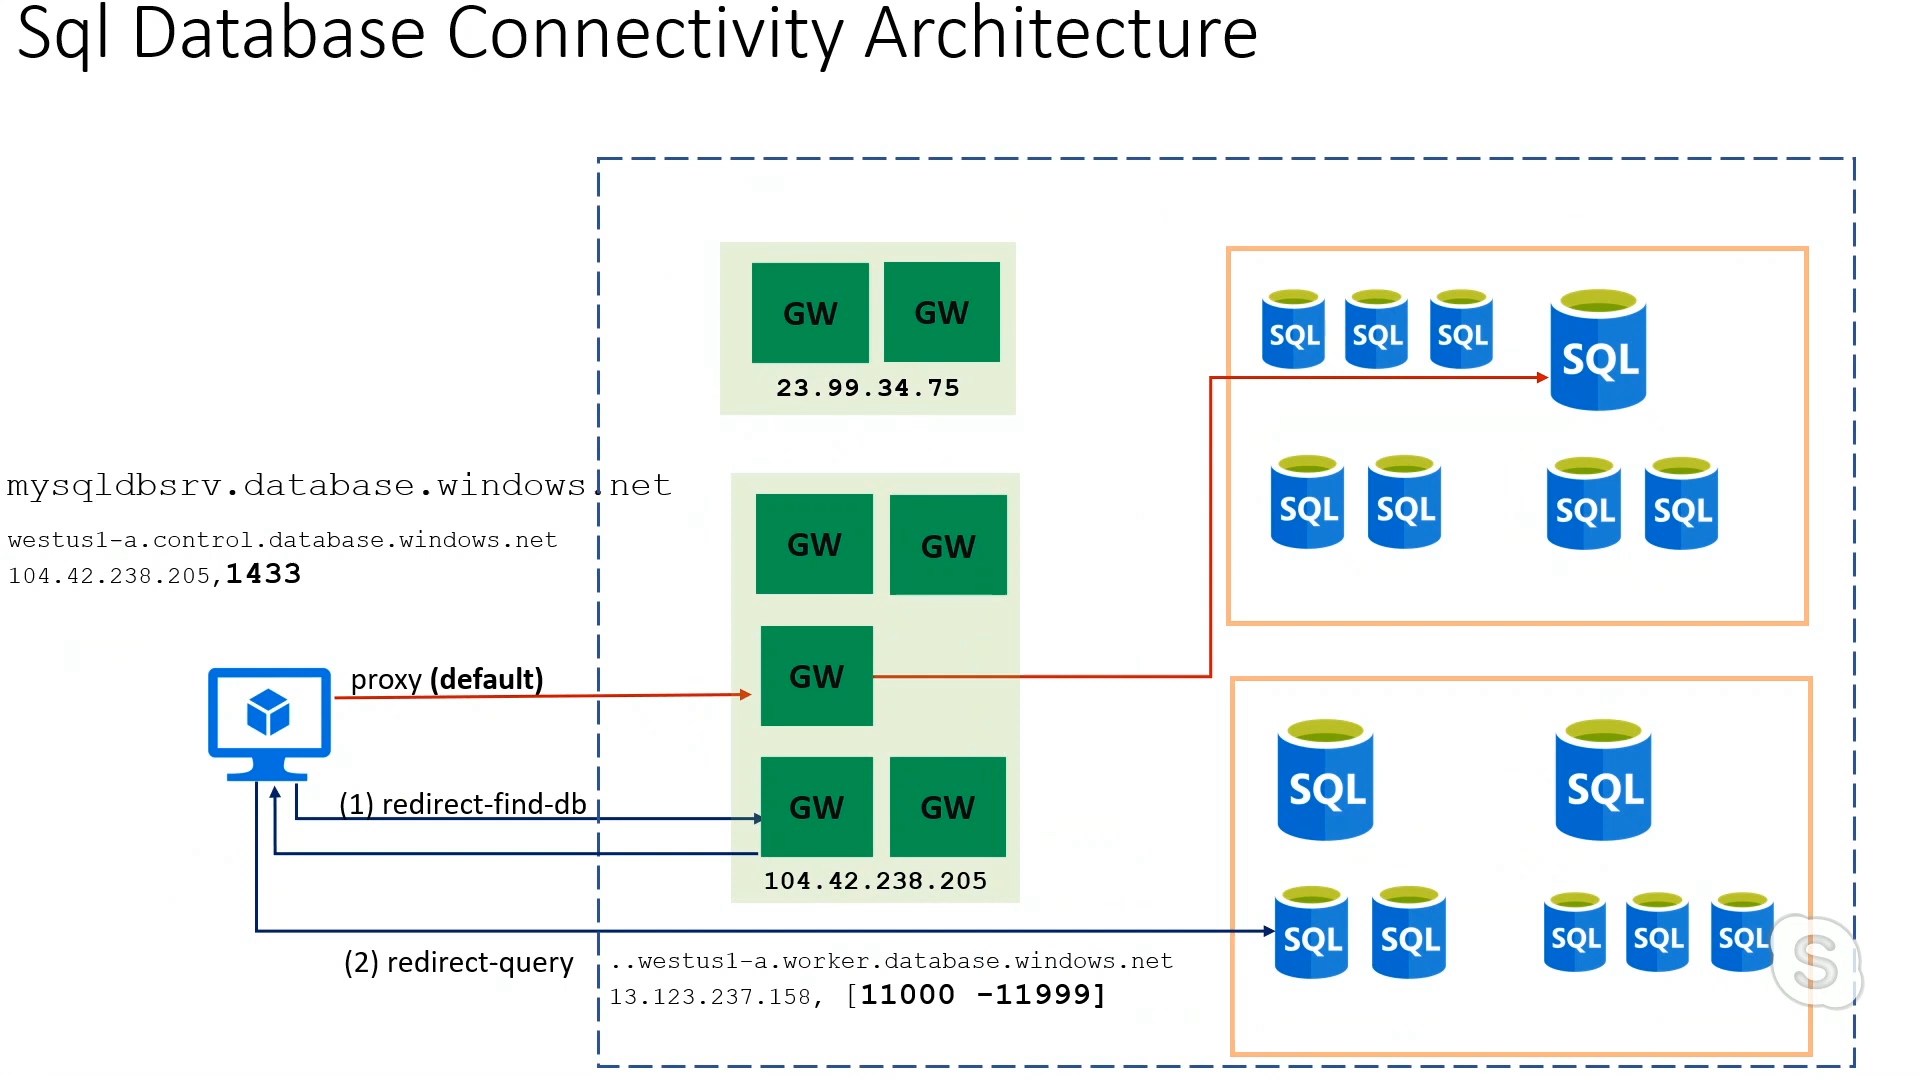 Sql Database Connectivity Architecture
GW GW
23.99.34.75
SQL SQL SQL SQL
SQL SQL SQL SQL
mysqldbsrv.database.windows.net
westus1-a.control.database.windows.net
104.42.238.205,1433
GW GW
proxy (default)
GW
(1) redirect-find-db
GW GW
104.42.238.205
SQL SQL
SQL SQL SQL SQL SQL
(2) redirect-query
..westus1-a.worker.database.windows.net
13.123.237.158, [11000 -11999]
S